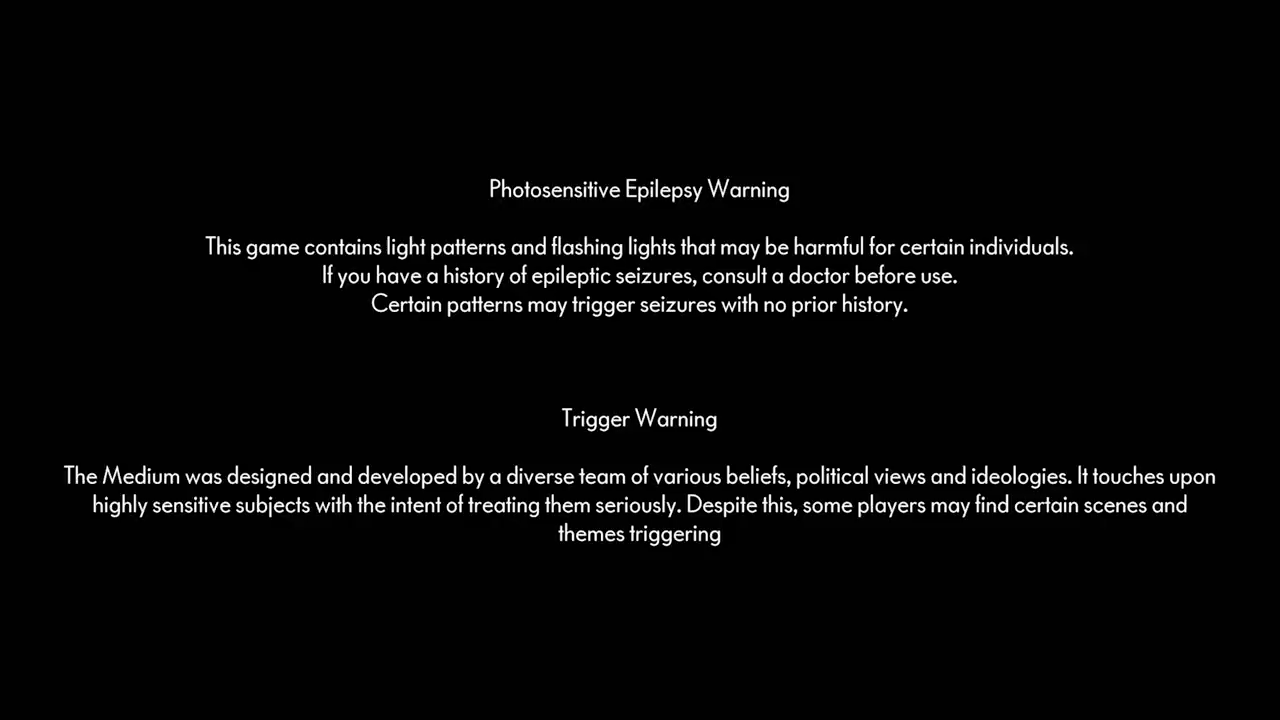 Photosensitive Epilepsy Warning
This game contains light patterns and flashing lights that may be harmful for certain individuals.
If you have a history of epileptic seizures, consult a doctor before use.
Certain patterns may trigger seizures with no prior history.
Trigger Warning
The Medium was designed and developed by a diverse team of various beliefs, political views and ideologies. It touches upon
highly sensitive subjects with the intent of treating them seriously. Despite this, some players may find certain scenes and
themes triggering